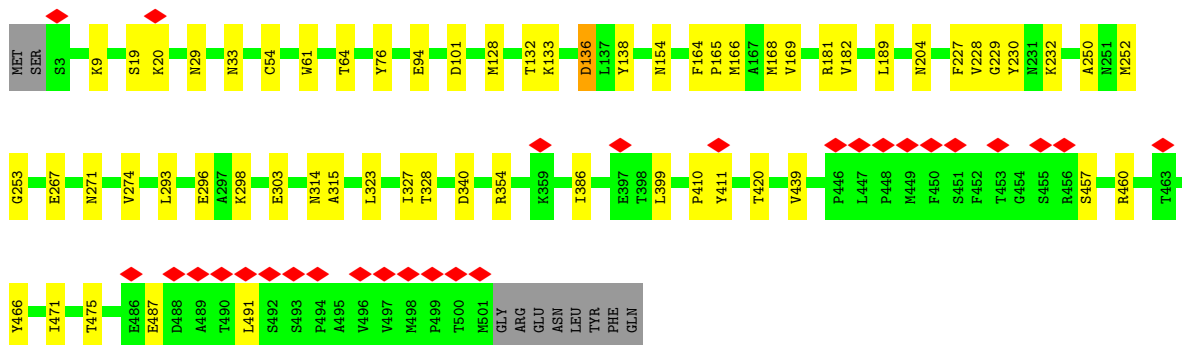 MET SER S3 K9 S19 K20 N29 N33 C54 W61 T64 Y76 E94 D101 M128 T132 K133 D136 L137 Y138 N154 F164 P165 M166 A167 M168 V169 R181 V182 L189 N204 F227 V228 G229 Y230 N231 K232 A250 N251 M252
G253 E267 N271 V274 L293 E296 A297 K298 E303 N314 A315 L323 I327 T328 D340 R354 K359 I386 E397 T398 L399 P410 Y411 T420 V439 P446 L447 P448 M449 F450 S451 F452 T453 G454 S455 R456 S457 R460 T463
Y466 I471 T475 E486 E487 D488 A489 T490 L491 S492 S493 P494 A495 V496 V497 M498 P499 T500 M501 GLY ARG GLU ASN LEU TYR PHE GLN